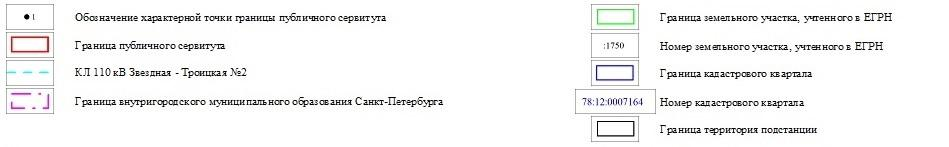 1 Обозначение характерной точки границы публичного сервитута
Граница публичного сервитута
КЛ 110 кВ Звездная - Троицкая №2
Граница внутригородского муниципального образования Санкт-Петербурга
Граница земельного участка, учтенного в ЕГРН
:1750 Номер земельного участка, учтенного в ЕГРН
Граница кадастрового квартала
78:12:0007164 Номер кадастрового квартала
Граница территория подстанции